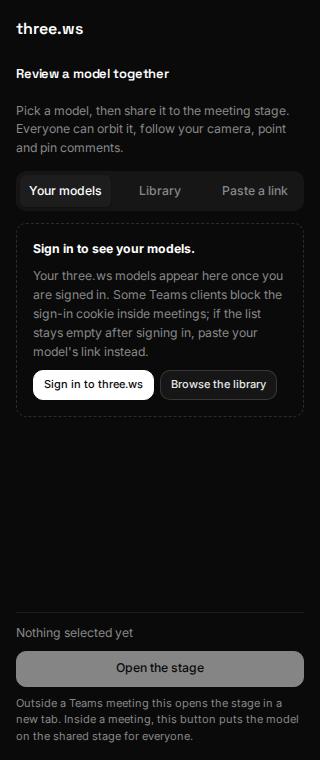 three.ws
Review a model together
Pick a model, then share it to the meeting stage.
Everyone can orbit it, follow your camera, point
and pin comments.
Your models
Library
Paste a link
Sign in to see your models.
Your three.ws models appear here once you
are signed in. Some Teams clients block the
sign-in cookie inside meetings; if the list
stays empty after signing in, paste your
model's link instead.
Sign in to three.ws
Browse the library
Nothing selected yet
Open the stage
Outside a Teams meeting this opens the stage in a
new tab. Inside a meeting, this button puts the model
on the shared stage for everyone.